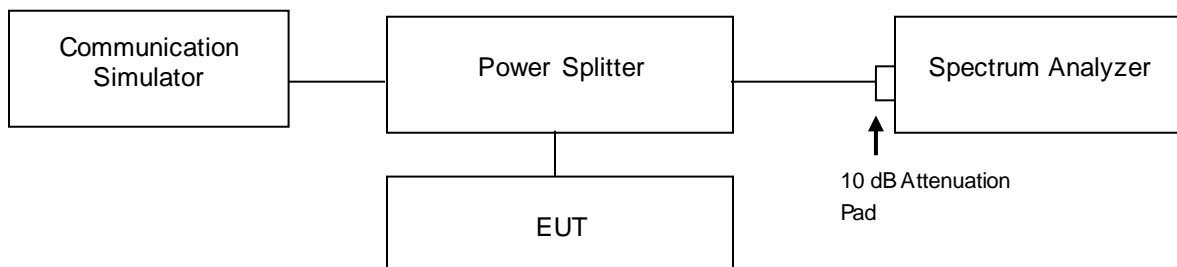 Communication
Simulator
Power Splitter
Spectrum Analyzer
10 dB Attenuation
Pad
EUT